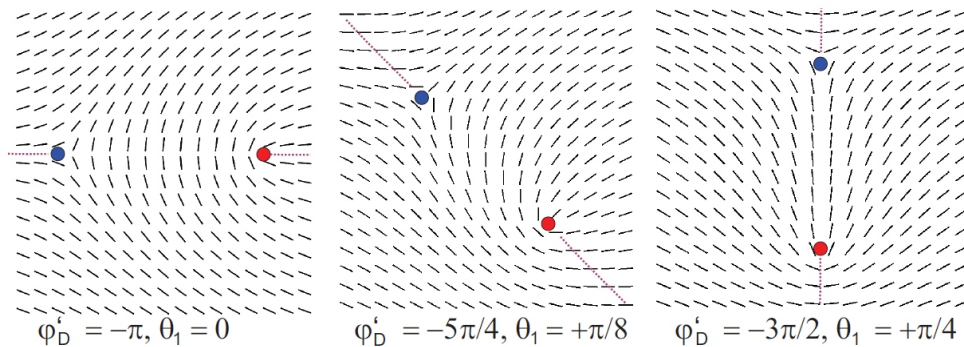 φ‘D = −π, θ1 = 0
φ‘D = −5π/4, θ1 = +π/8
φ‘D = −3π/2, θ1 = +π/4